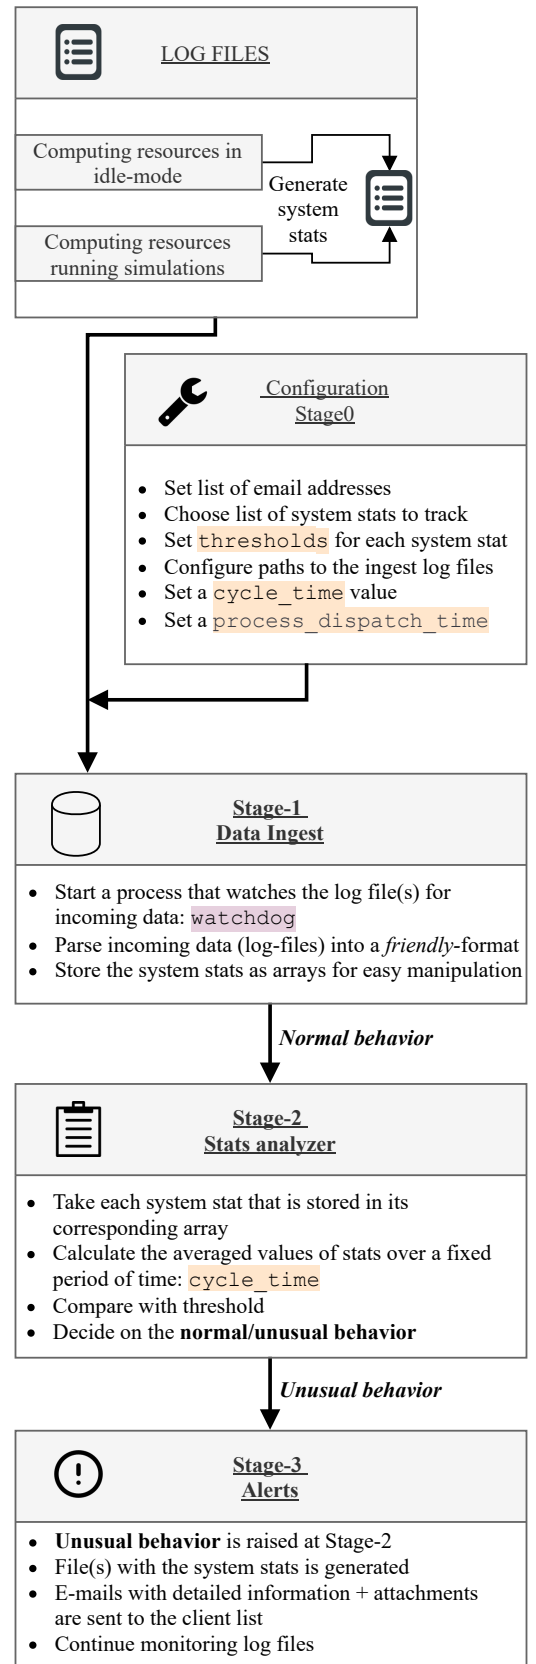 LOG FILES
Computing resources in
idle-mode
Generate
system
stats
Computing resources
running simulations
Configuration
Stage0
Set list of email addresses
Choose list of system stats to track
Set thresholds for each system stat
Configure paths to the ingest log files
Set a cycle_time value
Set a process_dispatch_time
Stage-1
Data Ingest
Start a process that watches the log file(s) for
incoming data: watchdog
Parse incoming data (log-files) into a friendly-format
Store the system stats as arrays for easy manipulation
Normal behavior
Stage-2
Stats analyzer
Take each system stat that is stored in its
corresponding array
Calculate the averaged values of stats over a fixed
period of time: cycle_time
Compare with threshold
Decide on the normal/unusual behavior
Unusual behavior
Stage-3
Alerts
Unusual behavior is raised at Stage-2
File(s) with the system stats is generated
E-mails with detailed information + attachments
are sent to the client list
Continue monitoring log files